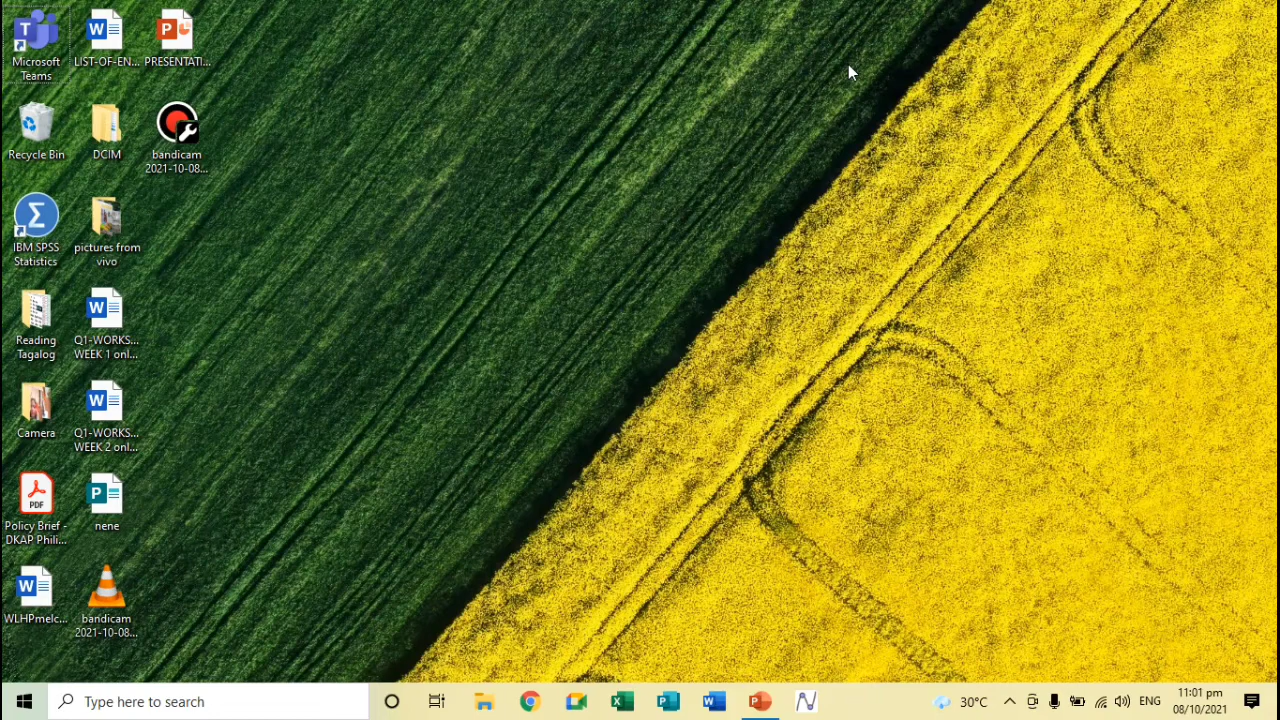 Microsoft
Teams
LIST-OF-EN...
PRESENTATI...
Recycle Bin
DCIM
bandicam
2021-10-08...
IBM SPSS
Statistics
pictures from
vivo
Reading
Tagalog
Q1-WORKS...
WEEK 1 onl...
Camera
Q1-WORKS...
WEEK 2 onl...
PDF
Policy Brief -
DKAP Phili...
nene
WLHPmelc...
bandicam
2021-10-08...
Type here to search
30°C
ENG
11:01 pm
08/10/2021